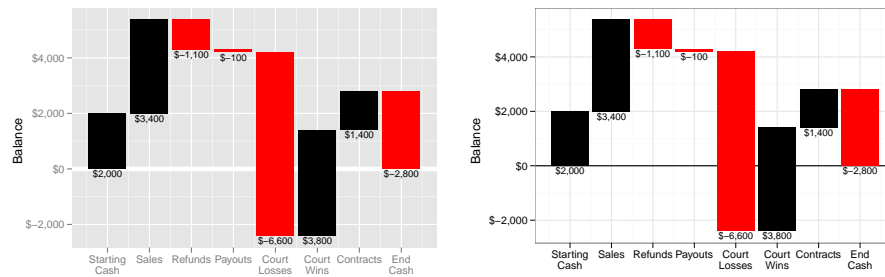 Balance
$4,000
$2,000
$0
$−2,000
$2,000
$3,400
$−1,100
$−100
$−6,600
$3,800
$1,400
$−2,800
Starting
Cash
Sales
Refunds
Payouts
Court
Losses
Court
Wins
Contracts
End
Cash
Balance
$4,000
$2,000
$0
$−2,000
$2,000
$3,400
$−1,100
$−100
$−6,600
$3,800
$1,400
$−2,800
Starting
Cash
Sales
Refunds
Payouts
Court
Losses
Court
Wins
Contracts
End
Cash